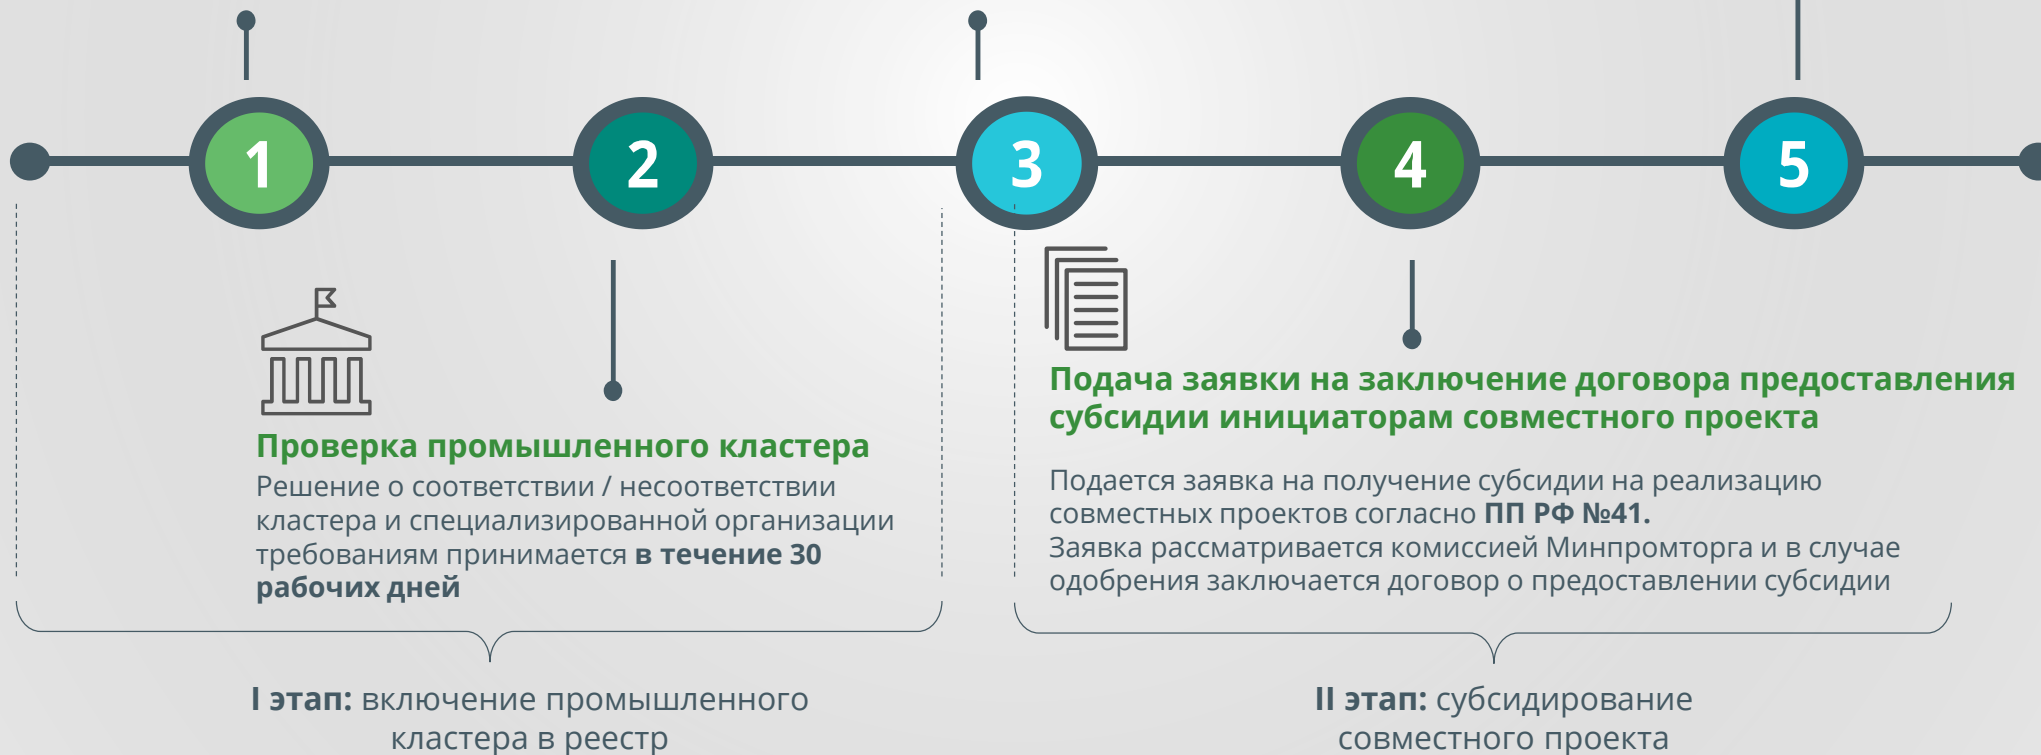 1
2
3
4
5
Проверка промышленного кластера
Решение о соответствии / несоответствии
кластера и специализированной организации
требованиям принимается в течение 30
рабочих дней
Подача заявки на заключение договора предоставления
субсидии инициаторам совместного проекта
Подается заявка на получение субсидии на реализацию
совместных проектов согласно ПП РФ №41.
Заявка рассматривается комиссией Минпромторга и в случае
одобрения заключается договор о предоставлении субсидии
I этап: включение промышленного
кластера в реестр
II этап: субсидирование
совместного проекта